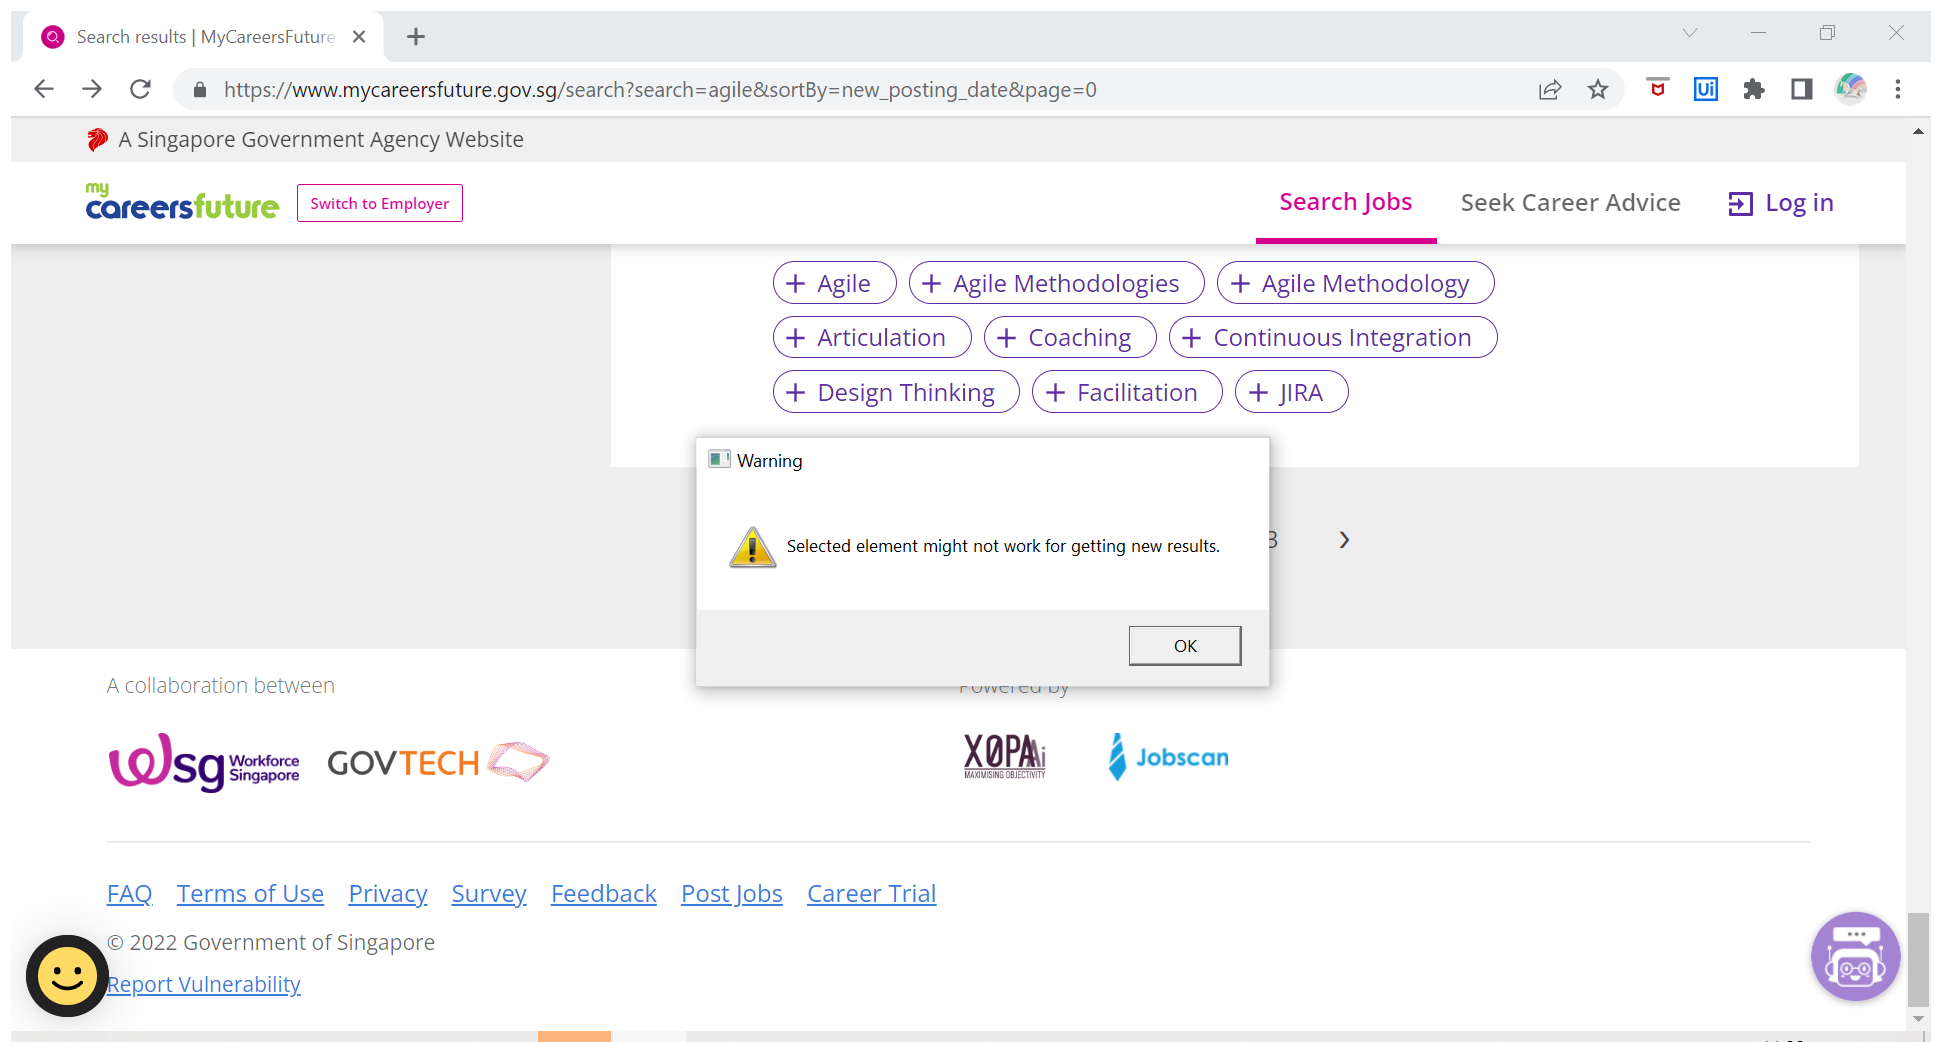 Search results | MyCareersFuture
https://www.mycareersfuture.gov.sg/search?search=agile&sortBy=new_posting_date&page=0
Ui
A Singapore Government Agency Website
my
careersfuture
Switch to Employer
Search Jobs
Seek Career Advice
Log in
+ Agile
+ Agile Methodologies
+ Agile Methodology
+ Articulation
+ Coaching
+ Continuous Integration
+ Design Thinking
+ Facilitation
+ JIRA
Warning
Selected element might not work for getting new results.
3
OK
A collaboration between
Powered by
wsg Workforce
Singapore
GOVTECH
XØPA Ai
MAXIMISING OBJECTIVITY
Jobscan
FAQ Terms of Use Privacy Survey Feedback Post Jobs Career Trial
© 2022 Government of Singapore
Report Vulnerability